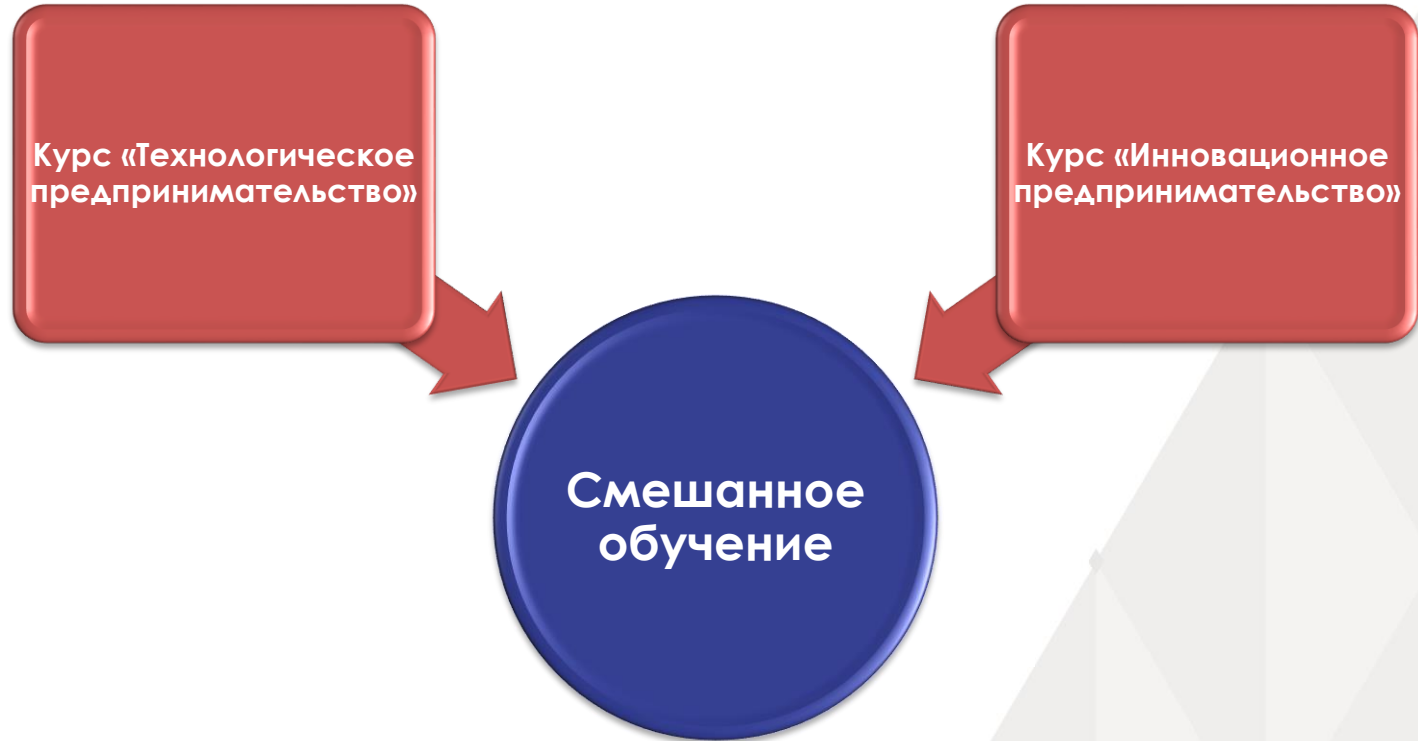 Курс «Технологическое
предпринимательство»
Курс «Инновационное
предпринимательство»
Смешанное
обучение